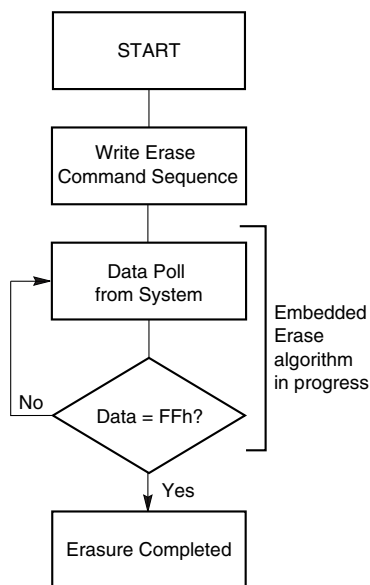 START
Write Erase
Command Sequence
Data Poll
from System
Embedded
Erase
algorithm
in progress
No
Data = FFh?
Yes
Erasure Completed